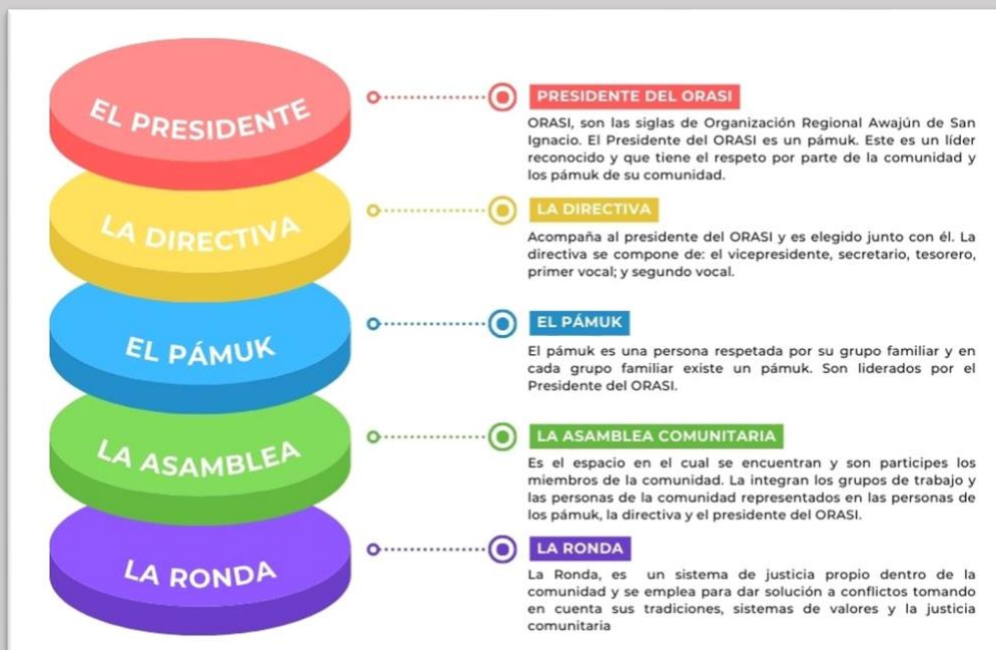 EL PRESIDENTE
PRESIDENTE DEL ORASI
ORASI, son las siglas de Organización Regional Awajún de San
Ignacio. El Presidente del ORASI es un pámuk. Este es un líder
reconocido y que tiene el respeto por parte de la comunidad y
los pámuk de su comunidad.
LA DIRECTIVA
LA DIRECTIVA
Acompaña al presidente del ORASI y es elegido junto con él. La
directiva se compone de: el vicepresidente, secretario, tesorero,
primer vocal; y segundo vocal.
EL PÁMUK
EL PÁMUK
El pámuk es una persona respetada por su grupo familiar y en
cada grupo familiar existe un pámuk. Son liderados por el
Presidente del ORASI.
LA ASAMBLEA
LA ASAMBLEA COMUNITARIA
Es el espacio en el cual se encuentran y son participes los
miembros de la comunidad. La integran los grupos de trabajo y
las personas de la comunidad representados en las personas de
los pámuk, la directiva y el presidente del ORASI.
LA RONDA
LA RONDA
La Ronda, es un sistema de justicia propio dentro de la
comunidad y se emplea para dar solución a conflictos tomando
en cuenta sus tradiciones, sistemas de valores y la justicia
comunitaria